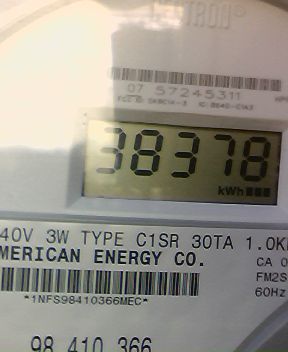 TRON®
07 57245311
38378
kWh
40V 3W TYPE C1SR 30TA 1.0K
MERICAN ENERGY CO.
CA 0
FM2S
60Hz
*1NFS98410366MEC*
98 410 366